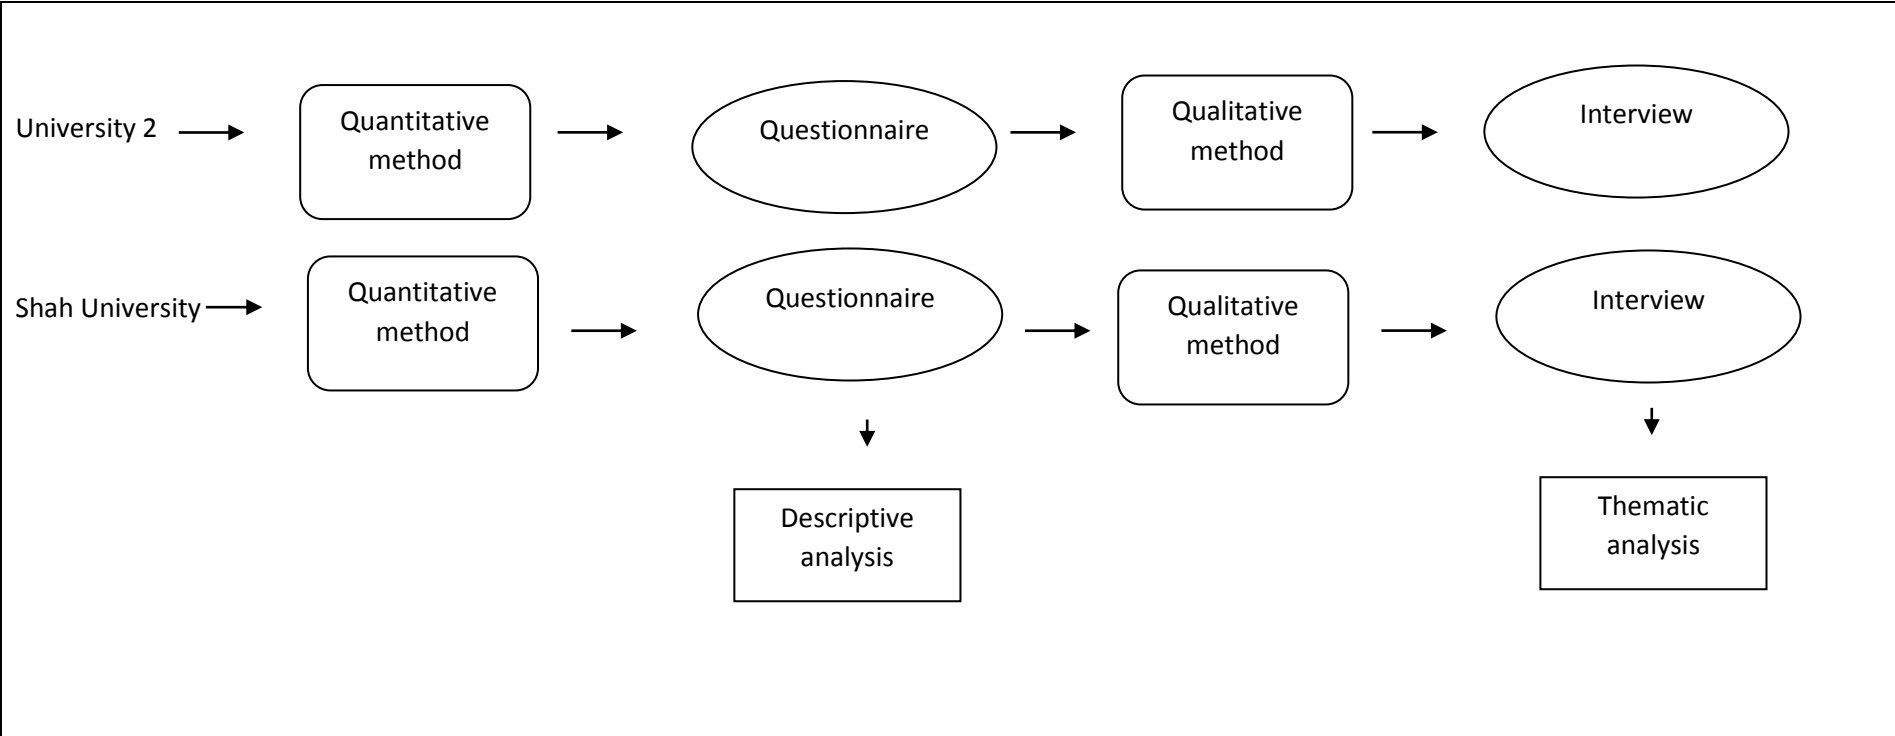 University 2
Quantitative
method
Questionnaire
Qualitative
method
Interview
Shah University
Quantitative
method
Questionnaire
Qualitative
method
Interview
Descriptive
analysis
Thematic
analysis